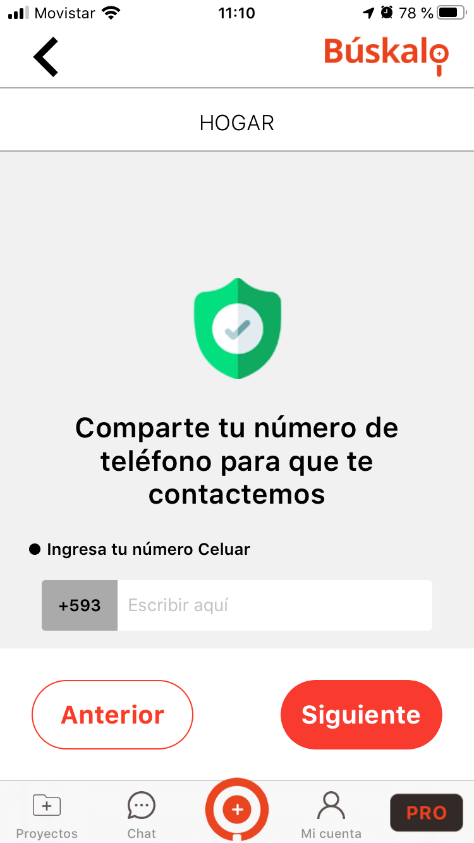 Movistar 11:10 78 %
Búskalo
HOGAR
Comparte tu número de
teléfono para que te
contactemos
Ingresa tu número Celuar
+593 Escribir aquí
Anterior Siguiente
Proyectos Chat Mi cuenta PRO